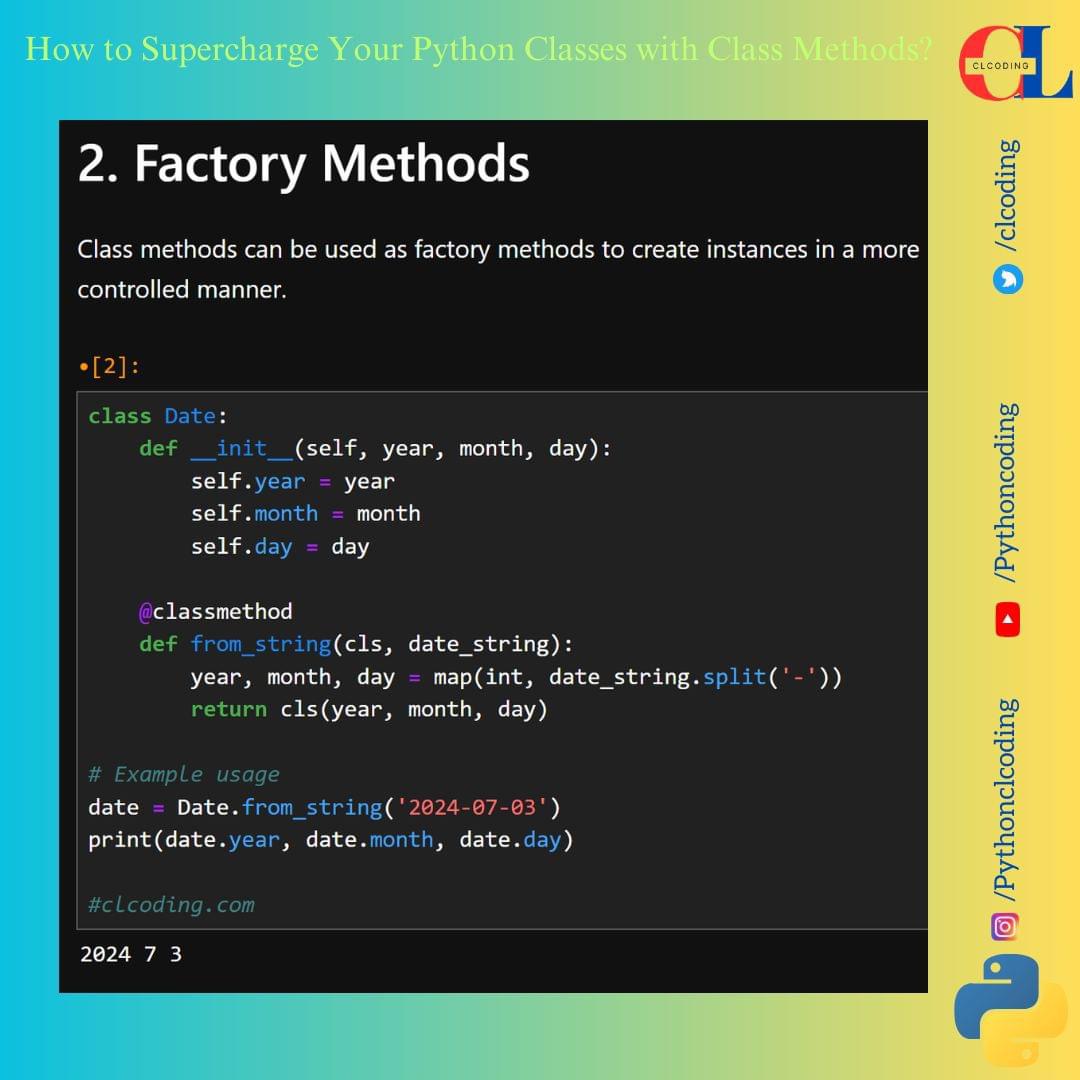 How to Supercharge Your Python Classes with Class Methods?
CL
CLCODING
2. Factory Methods
Class methods can be used as factory methods to create instances in a more
controlled manner.
•[2]:
class Date:
    def __init__(self, year, month, day):
        self.year = year
        self.month = month
        self.day = day

    @classmethod
    def from_string(cls, date_string):
        year, month, day = map(int, date_string.split('-'))
        return cls(year, month, day)

# Example usage
date = Date.from_string('2024-07-03')
print(date.year, date.month, date.day)

#clcoding.com
2024 7 3
/clcoding
/Pythoncoding
/Pythonclcoding